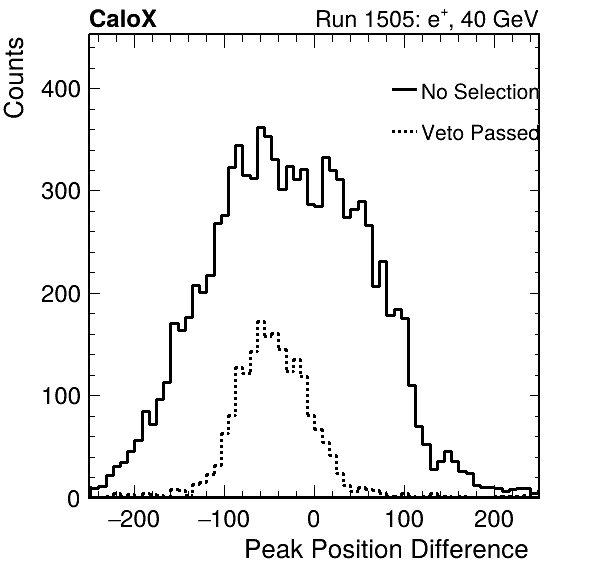 CaloX Run 1505: e⁺, 40 GeV
Counts
400
300
200
100
0
No Selection
Veto Passed
−200 −100 0 100 200
Peak Position Difference